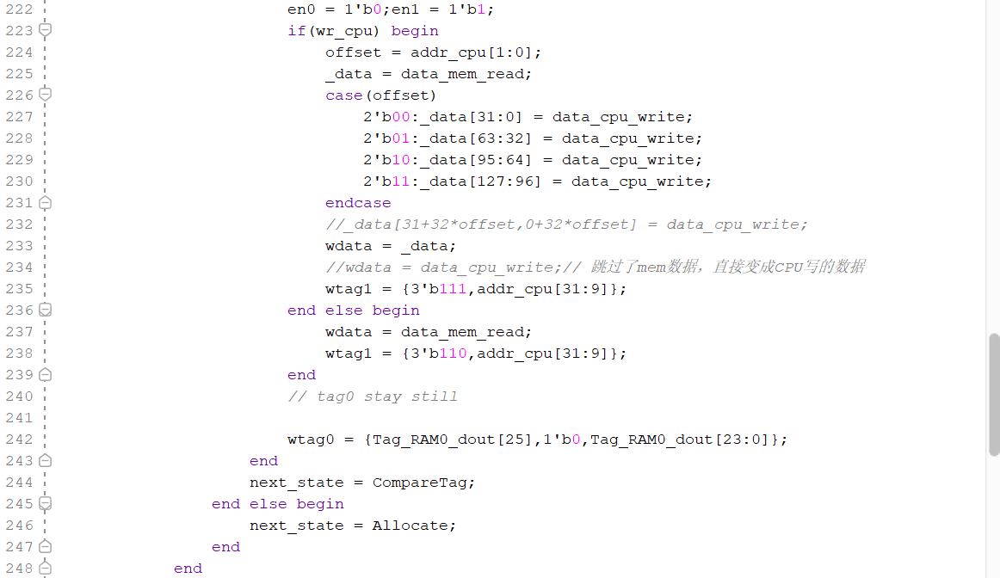 222 en0 = 1'b0;en1 = 1'b1;
223 if(wr_cpu) begin
224 offset = addr_cpu[1:0];
225 _data = data_mem_read;
226 case(offset)
227 2'b00:_data[31:0] = data_cpu_write;
228 2'b01:_data[63:32] = data_cpu_write;
229 2'b10:_data[95:64] = data_cpu_write;
230 2'b11:_data[127:96] = data_cpu_write;
231 endcase
232 //_data[31+32*offset,0+32*offset] = data_cpu_write;
233 wdata = _data;
234 //wdata = data_cpu_write;// 跳过了mem数据，直接变成CPU写的数据
235 wtag1 = {3'b111,addr_cpu[31:9]};
236 end else begin
237 wdata = data_mem_read;
238 wtag1 = {3'b110,addr_cpu[31:9]};
239 end
240 // tag0 stay still
241
242 wtag0 = {Tag_RAM0_dout[25],1'b0,Tag_RAM0_dout[23:0]};
243 end
244 next_state = CompareTag;
245 end else begin
246 next_state = Allocate;
247 end
248 end